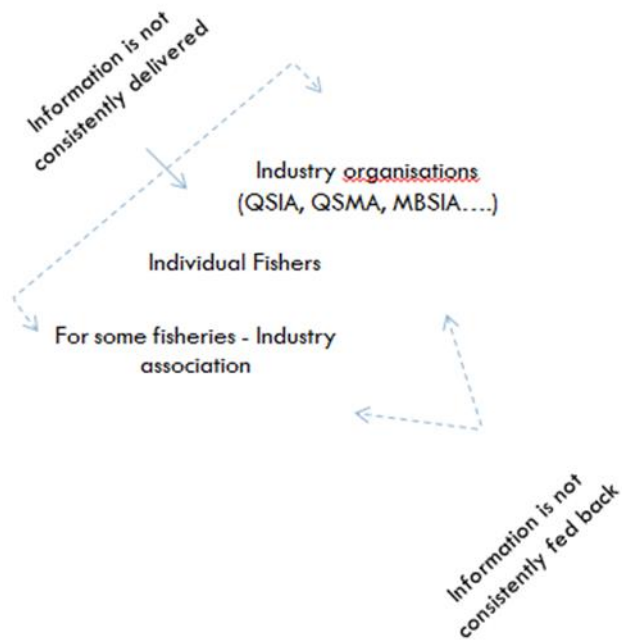 Information is not
consistently delivered
Industry organisations
(QSIA, QSMA, MBSIA....)
Individual Fishers
For some fisheries - Industry
association
Information is not
consistently fed back